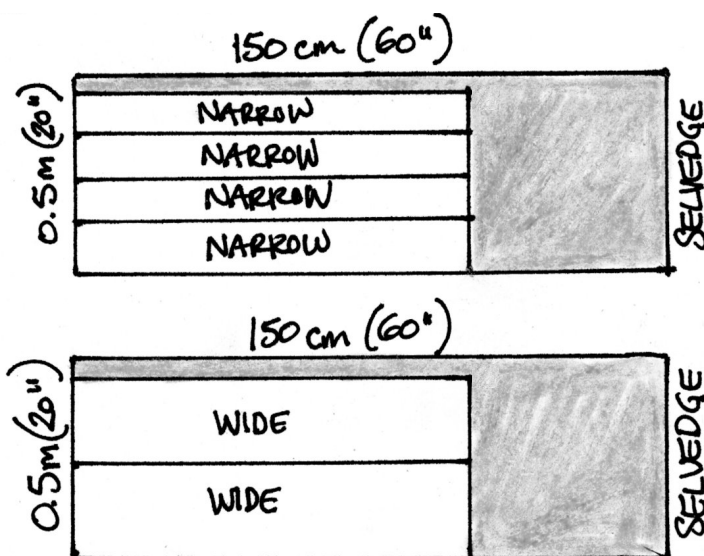 150 cm (60")
0.5m (20")
NARROW
NARROW
NARROW
NARROW
SELVEDGE
150 cm (60")
0.5m (20")
WIDE
WIDE
SELVEDGE